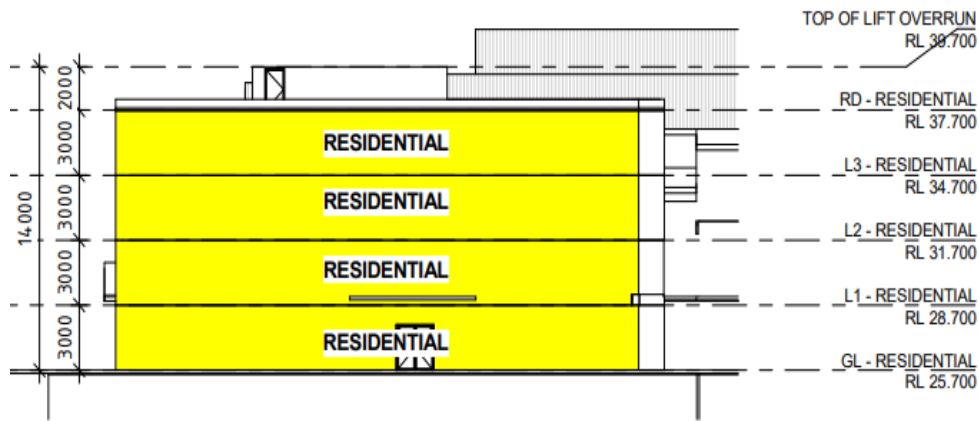 TOP OF LIFT OVERRUN
RL 39.700
2000
RD - RESIDENTIAL
RL 37.700
3000
RESIDENTIAL
L3 - RESIDENTIAL
RL 34.700
14000
3000
RESIDENTIAL
L2 - RESIDENTIAL
RL 31.700
3000
RESIDENTIAL
L1 - RESIDENTIAL
RL 28.700
3000
RESIDENTIAL
GL - RESIDENTIAL
RL 25.700